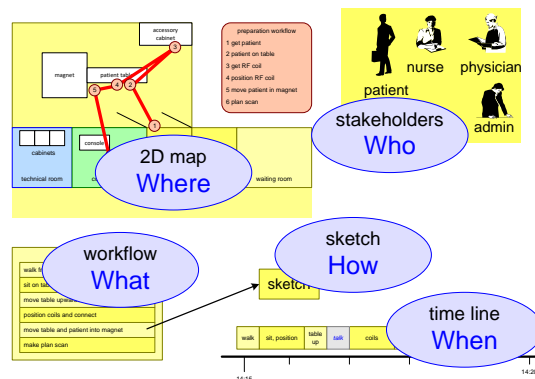 accessory
cabinet
3
magnet
patient table
5
4
2
1
preparation workflow
1 get patient
2 patient on table
3 get RF coil
4 position RF coil
5 move patient in magnet
6 plan scan
nurse
physician
patient
admin
stakeholders
Who
cabinets
console
technical room
waiting room
2D map
Where
workflow
What
walk
sit on
move table
position coils and connect
move table and patient into magnet
make plan scan
sketch
How
sketch
time line
When
walk
sit, position
table
up
talk
coils
14:15